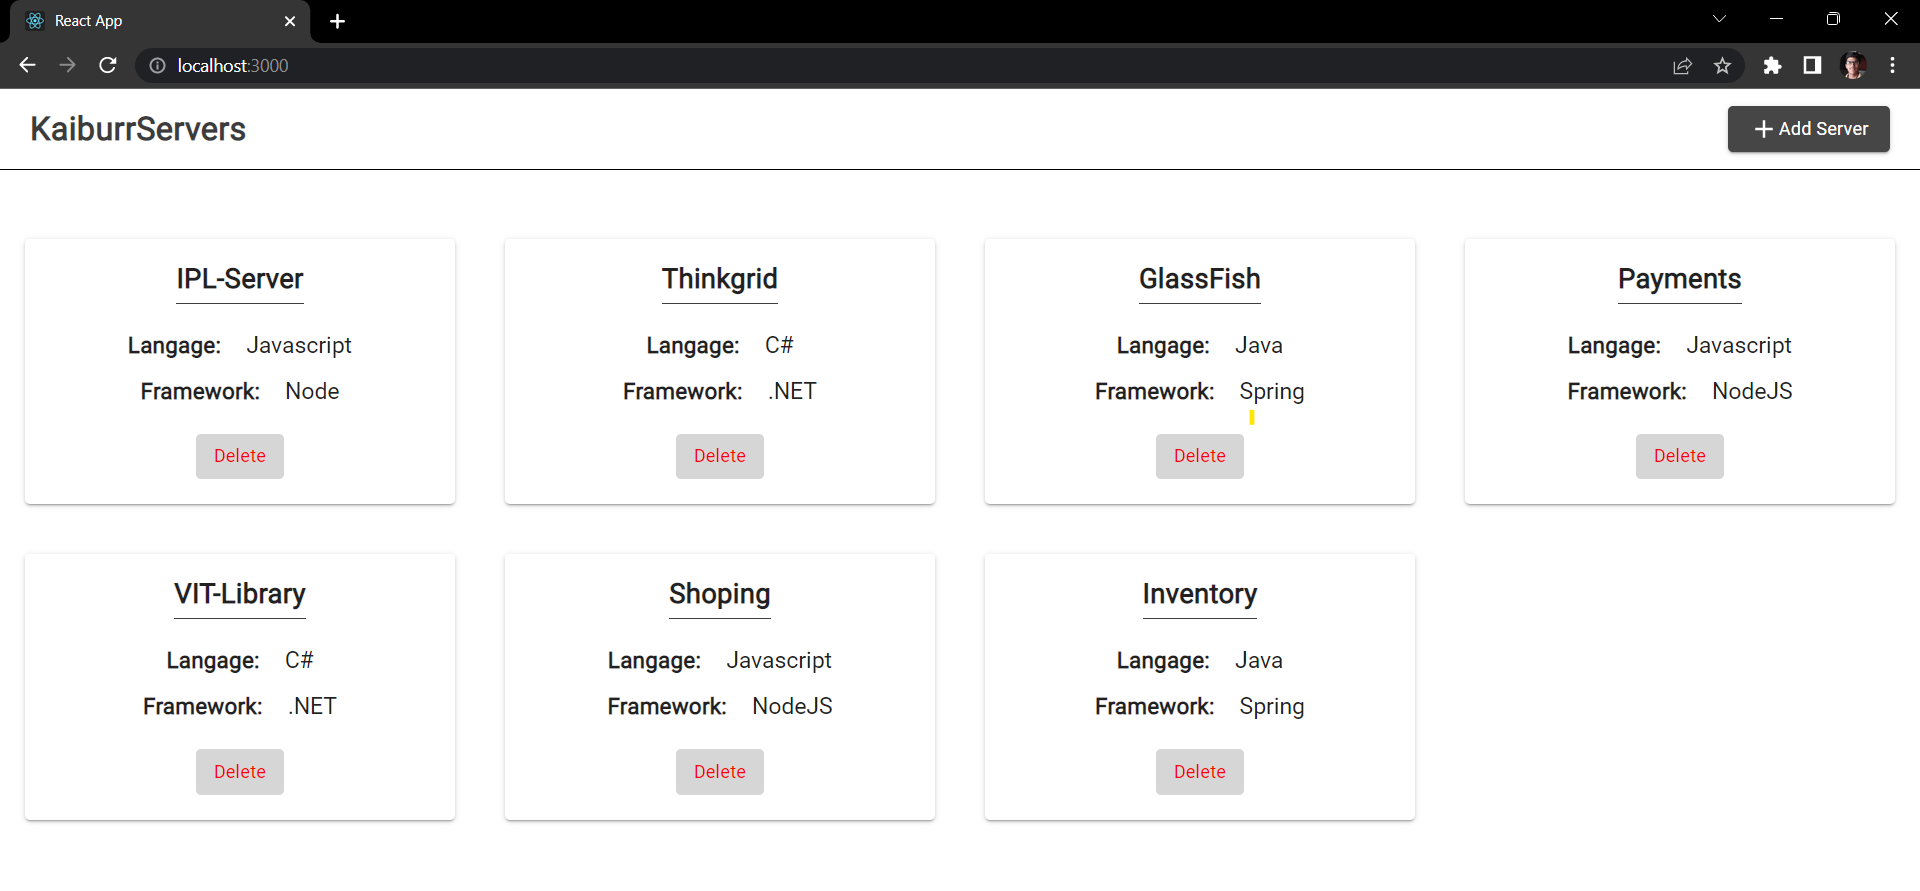 React App
localhost:3000
KaiburrServers
Add Server
IPL-Server
Langage: Javascript
Framework: Node
Delete
Thinkgrid
Langage: C#
Framework: .NET
Delete
GlassFish
Langage: Java
Framework: Spring
Delete
Payments
Langage: Javascript
Framework: NodeJS
Delete
VIT-Library
Langage: C#
Framework: .NET
Delete
Shoping
Langage: Javascript
Framework: NodeJS
Delete
Inventory
Langage: Java
Framework: Spring
Delete